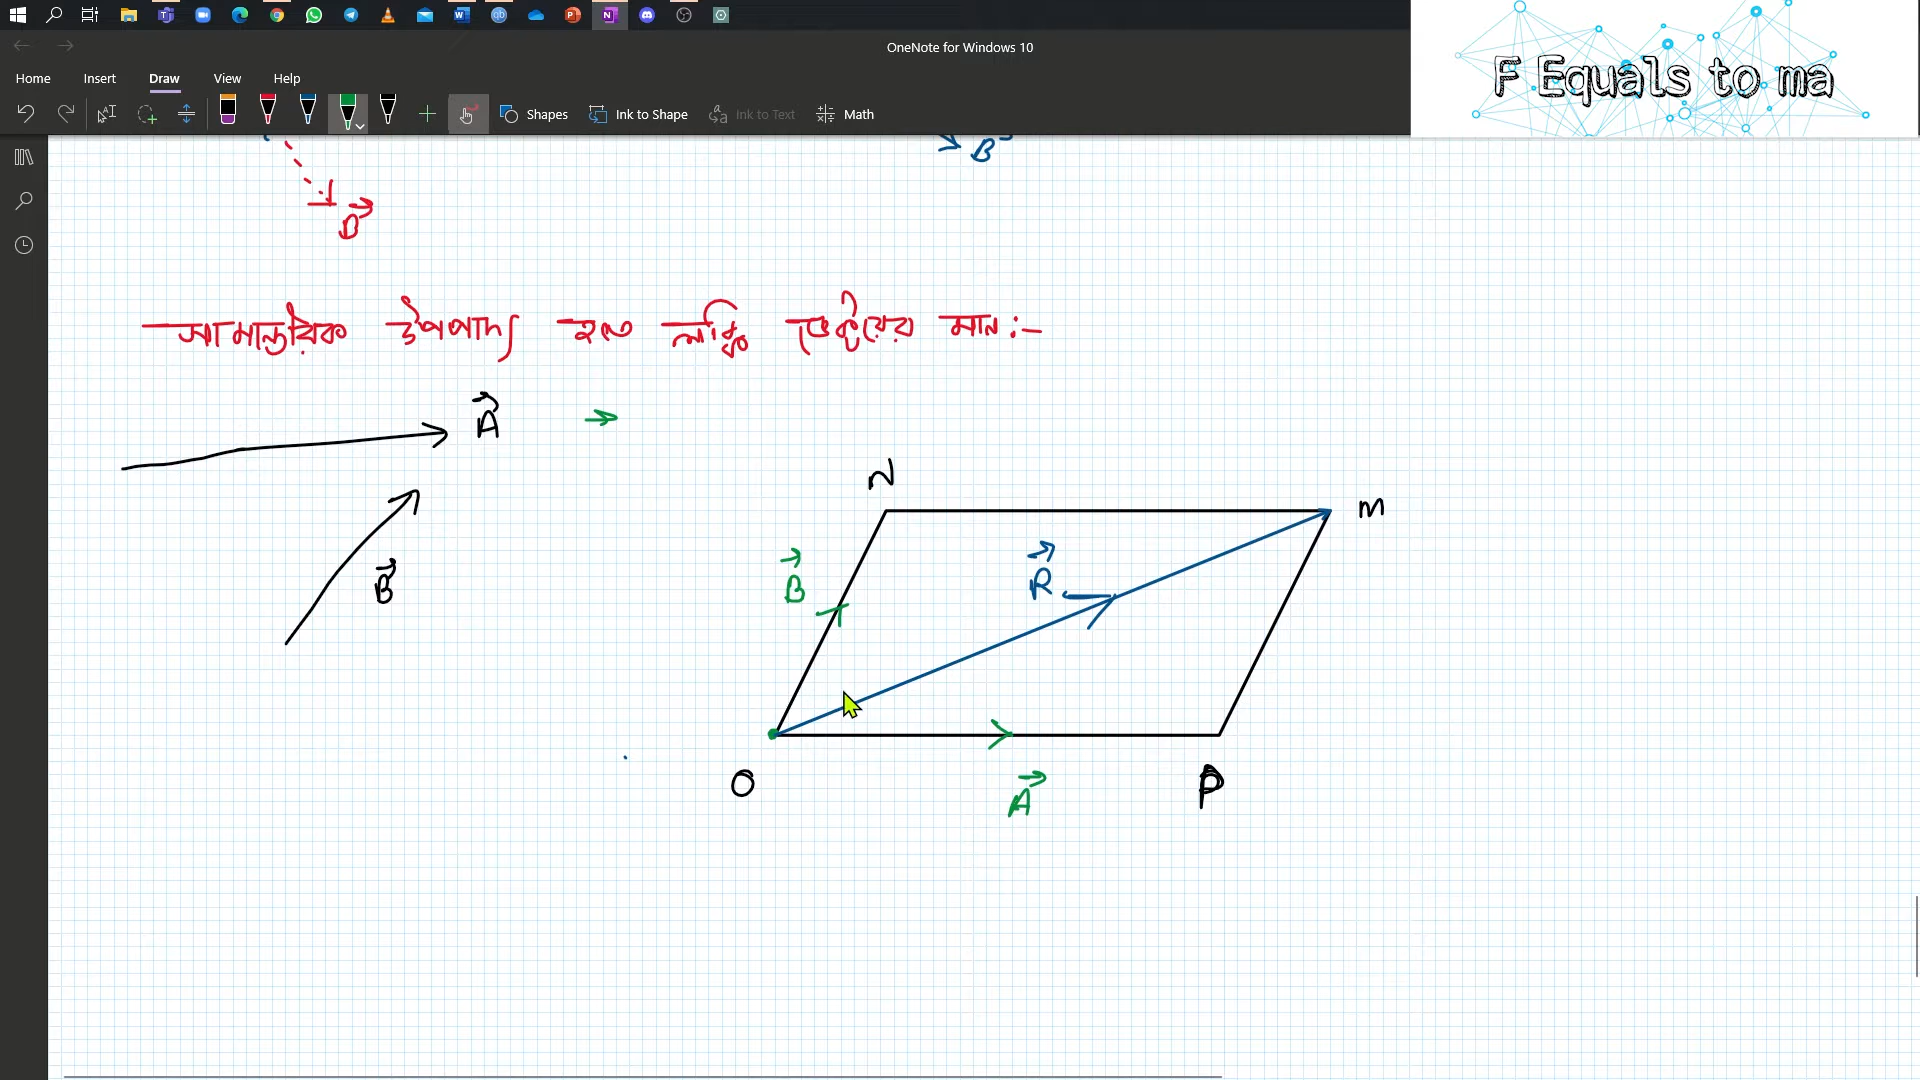 OneNote for Windows 10
F Equals to ma
Home Insert Draw View Help
Shapes Ink to Shape Ink to Text Math
B
B
সামান্তরিক উপপাদ্য হতে লব্ধি ভেক্টরের মান :-
A
B
N
M
B
R
O
P
A